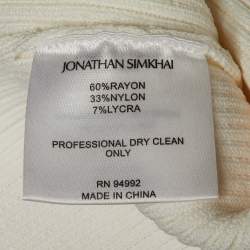 JONATHAN SIMKHAI
60%RAYON
33%NYLON
7%LYCRA
PROFESSIONAL DRY CLEAN
ONLY
RN 94992
MADE IN CHINA